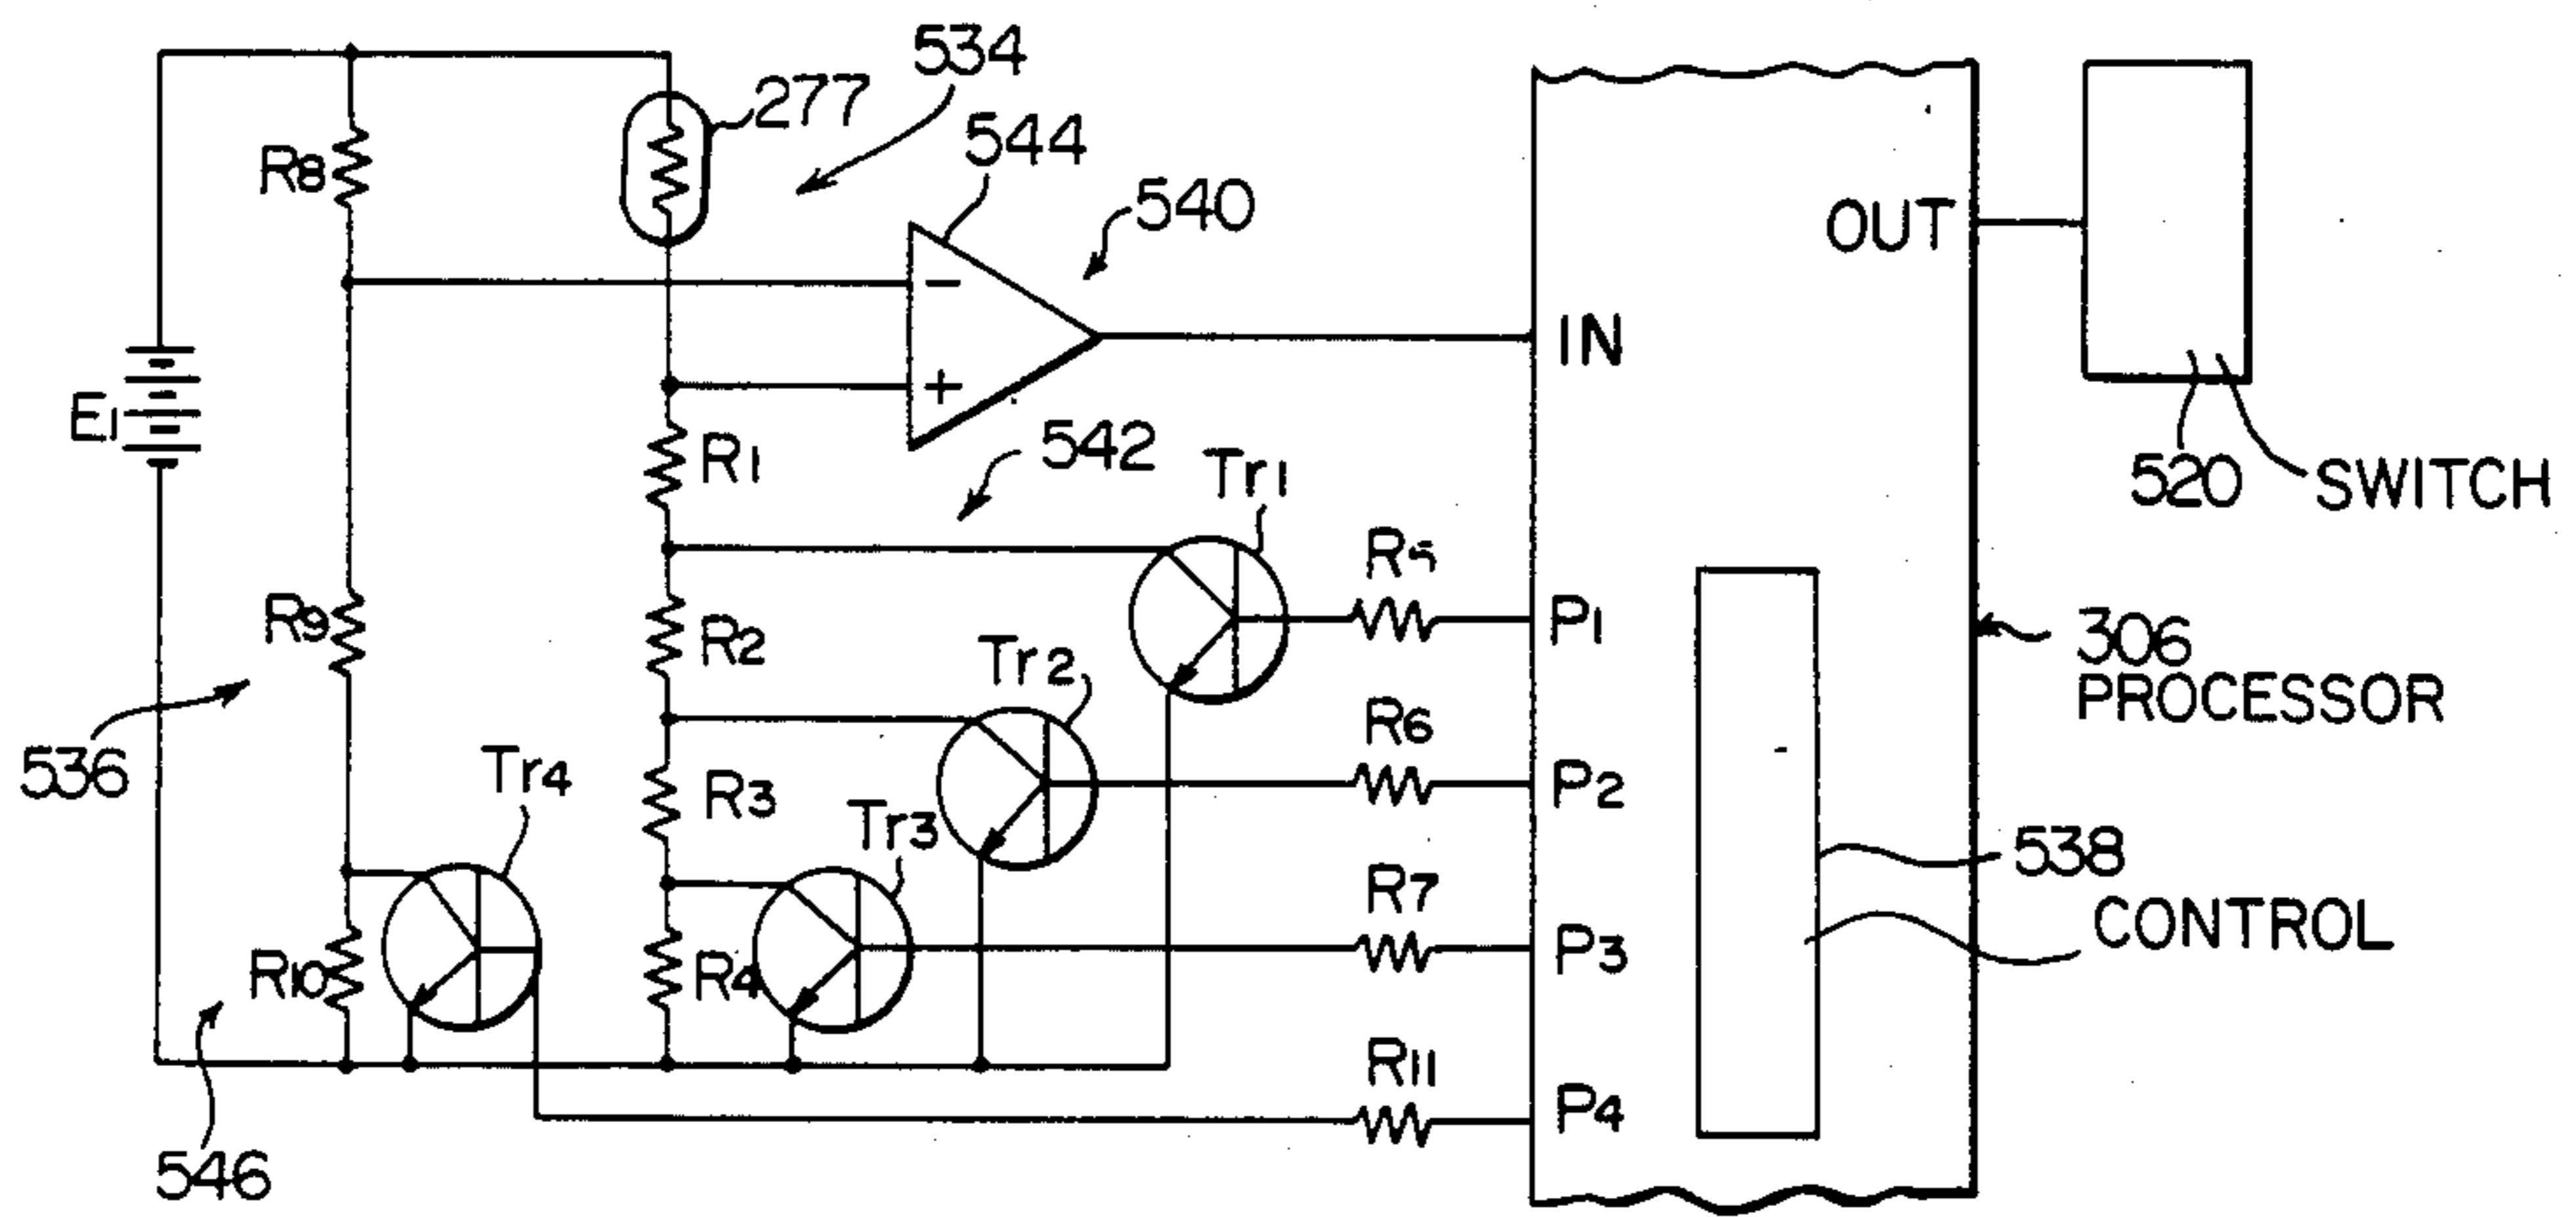 534
277
544
R8
540
OUT
IN
E1
R1
542
Tr1
520
SWITCH
R5
P1
R9
R2
Tr2
306
PROCESSOR
R6
P2
536
Tr4
R3
Tr3
538
R7
CONTROL
P3
R10
R4
R11
P4
546
-
+